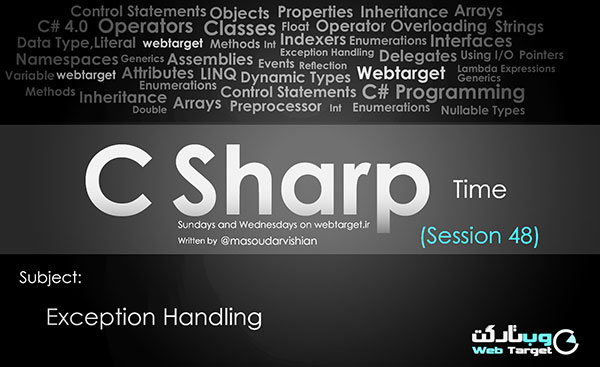 Control Statements Objects Properties Inheritance Arrays
C# 4.0 Operators Classes Float Operator Overloading Strings
Data Type,Literal webtarget Methods Int Indexers Enumerations Interfaces
Namespaces Generics Assemblies Events Exception Handling Delegates Using I/O Pointers
Variable webtarget Attributes LINQ Dynamic Types Reflection Webtarget Lambda Expressions Generics
Methods Inheritance Enumerations Control Statements C# Programming
Double Arrays Preprocessor Int Enumerations Nullable Types
C Sharp Time
Sundays and Wednesdays on webtarget.ir
Written by @masoudarvishian
(Session 48)
Subject:
Exception Handling
وب تارگت
Web Target